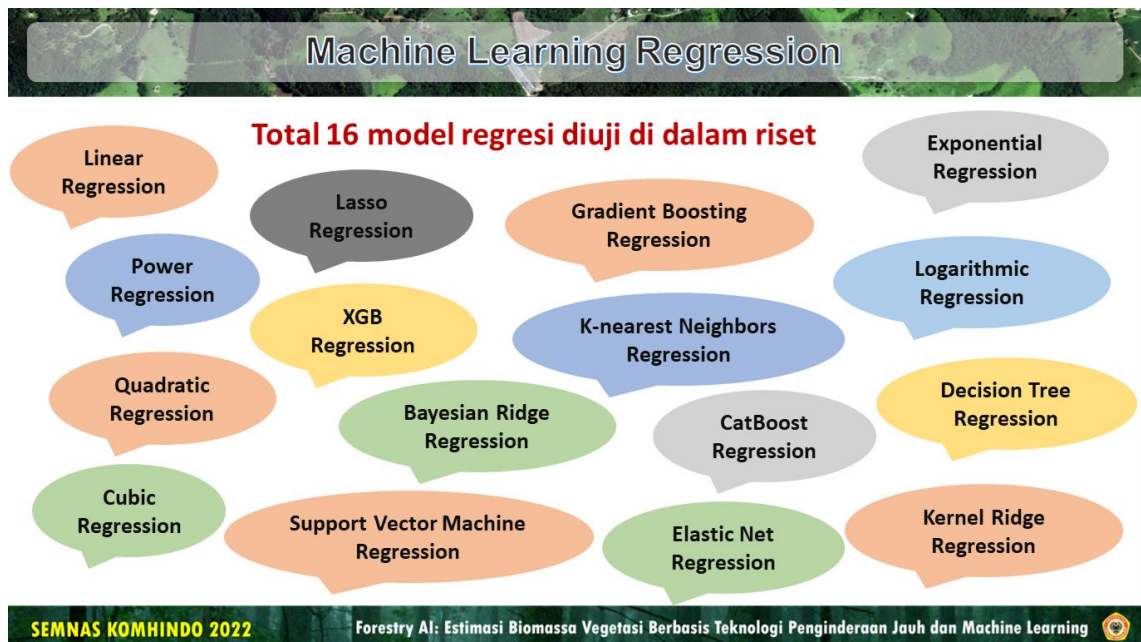 Machine Learning Regression
Total 16 model regresi diuji di dalam riset
Linear
Regression
Lasso
Regression
Gradient Boosting
Regression
Exponential
Regression
Power
Regression
XGB
Regression
K-nearest Neighbors
Regression
Logarithmic
Regression
Quadratic
Regression
Bayesian Ridge
Regression
CatBoost
Regression
Decision Tree
Regression
Cubic
Regression
Support Vector Machine
Regression
Elastic Net
Regression
Kernel Ridge
Regression
SEMNAS KOMHINDO 2022
Forestry AI: Estimasi Biomassa Vegetasi Berbasis Teknologi Penginderaan Jauh dan Machine Learning